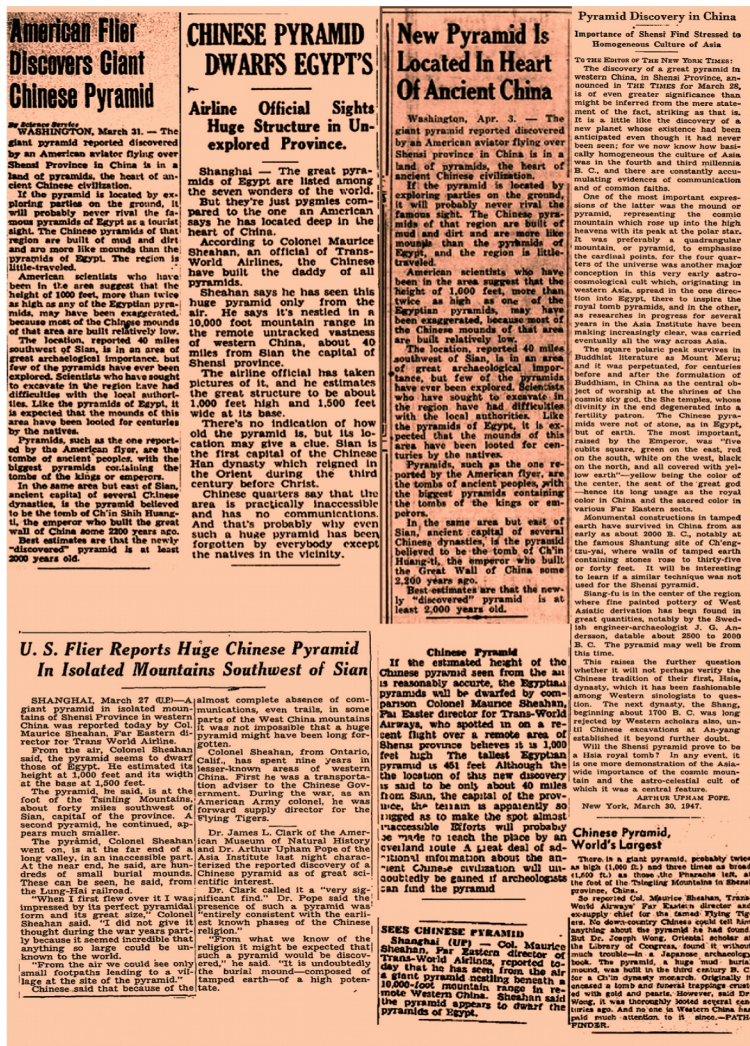 American Flier
Discovers Giant
Chinese Pyramid
By Science Service
WASHINGTON, March 31. — The
giant pyramid reported discovered
by an American aviator flying over
Shensi Province in China is in a
land of pyramids, the heart of an-
cient Chinese civilization.
If the pyramid is located by ex-
ploring parties on the ground, it
will probably never rival the fa-
mous pyramids of Egypt as a tourist
sight. The Chinese pyramids of that
region are built of mud and dirt
and are more like mounds than the
pyramids of Egypt. The region is
little-traveled.
American scientists who have
been in the area suggest that the
height of 1000 feet, more than twice
as high as any of the Egyptian pyra-
mids, may have been exaggerated,
because most of the Chinese mounds
of that area are built relatively low.
The location, reported 40 miles
southwest of Sian, is in an area of
great archaeological importance, but
few of the pyramids have ever been
explored. Scientists who have sought
to excavate in the region have had
difficulties with the local authori-
ties. Like the pyramids of Egypt, it
is expected that the mounds of this
area have been looted for centuries
by the natives.
Pyramids, such as the one report-
ed by the American flyer, are the
tombs of ancient peoples, with the
biggest pyramids containing the
tombs of the kings or emperors.
In the same area but east of Sian,
ancient capital of several Chinese
dynasties, is the pyramid believed
to be the tomb of Ch'in Shih Huang-
ti, the emperor who built the great
wall of China some 2200 years ago.
Best estimates are that the newly
"discovered" pyramid is at least
2000 years old.
CHINESE PYRAMID
DWARFS EGYPT'S
Airline Official Sights
Huge Structure in Un-
explored Province.
Shanghai — The great pyra-
mids of Egypt are listed among
the seven wonders of the world.
But they're just pygmies com-
pared to the one an American
says he has located deep in the
heart of China.
According to Colonel Maurice
Sheahan, an official of Trans-
World Airlines, the Chinese
have built the daddy of all
pyramids.
Sheahan says he has seen this
huge pyramid only from the
air. He says it's nestled in a
10,000 foot mountain range in
the remote untracked vastness
of western China, about 40
miles from Sian the capital of
Shensi province.
The airline official has taken
pictures of it, and he estimates
the great structure to be about
1,000 feet high and 1,500 feet
wide at its base.
There's no indication of how
old the pyramid is, but its lo-
cation may give a clue. Sian is
the first capital of the Chinese
Han dynasty which reigned in
the Orient during the third
century before Christ.
Chinese quarters say that the
area is practically inaccessible
and has no communications.
And that's probably why even
such a huge pyramid has been
forgotten by everybody except
the natives in the vicinity.
New Pyramid Is
Located In Heart
Of Ancient China
Washington, Apr. 3. — The
giant pyramid reported discovered
by an American aviator flying over
Shensi province in China is in a
land of pyramids, the heart of
ancient Chinese civilization.
If the pyramid is located by
exploring parties on the ground,
it will probably never rival the
famous sight. The Chinese pyra-
mids of that region are built of
mud and dirt and are more like
mounds than the pyramids of
Egypt, and the region is little-
traveled.
American scientists who have
been in the area suggest that the
height of 1,000 feet, more than
twice as high as one of the
Egyptian pyramids, may have
been exaggerated, because most of
the Chinese mounds of that area
are built relatively low.
The location, reported 40 miles
southwest of Sian, is in an area
of great archaeological impor-
tance, but few of the pyramids
have ever been explored. Scientists
who have sought to excavate in
the region have had difficulties
with the local authorities. Like
the pyramids of Egypt, it is ex-
pected that the mounds of this
area have been looted for cen-
turies by the natives.
Pyramids, such as the one re-
ported by the American flyer, are
the tombs of ancient peoples, with
the biggest pyramids containing
the tombs of the kings or em-
perors.
In the same area but east of
Sian, ancient capital of several
Chinese dynasties, is the pyramid
believed to be the tomb of Ch'in
Huang-ti, the emperor who built
the Great Wall of China some
2,200 years ago.
Best estimates are that the new-
ly "discovered" pyramid is at
least 2,000 years old.
Pyramid Discovery in China
Importance of Shensi Find Stressed to
Homogeneous Culture of Asia
TO THE EDITOR OF THE NEW YORK TIMES:
The discovery of a great pyramid in
western China, in Shensi Province, an-
nounced in THE TIMES for March 28,
is of even greater significance than
might be inferred from the mere state-
ment of the fact, striking as that is.
It is a little like the discovery of a
new planet whose existence had been
anticipated even though it had never
been seen; for we now know how basi-
cally homogeneous the culture of Asia
was in the fourth and third millennia
B. C., and there are constantly accu-
mulating evidences of communication
and of common faiths.
One of the most important expres-
sions of the latter was the mound or
pyramid, representing the cosmic
mountain which rose up into the high
heavens with its peak at the polar star.
It was preferably a quadrangular
mountain, or pyramid, to emphasize
the cardinal points, for the four quar-
ters of the universe was another major
conception in this very early astro-
cosmological cult which, originating in
western Asia, spread in the one direc-
tion into Egypt, there to inspire the
royal tomb pyramids, and in the other,
as researches in progress for several
years in the Asia Institute have been
making increasingly clear, was carried
eventually all the way across Asia.
The square polaric peak survives in
Buddhist literature as Mount Meru;
and it was perpetuated, for centuries
before and after the formulation of
Buddhism, in China as the central ob-
ject of worship at the shrines of the
cosmic sky god, the She temples, whose
divinity in the end degenerated into a
fertility patron. The Chinese pyra-
mids were not of stone, as in Egypt,
but of earth. The most important,
raised by the Emperor, was "five
cubits square, green on the east, red
on the south, white on the west, black
on the north, and all covered with yel-
low earth"—yellow being the color of
the center, the seat of the great god
—hence its long usage as the royal
color in China and the sacred color in
various Far Eastern sects.
Monumental constructions in tamped
earth have survived in China from as
early as about 2000 B. C., notably at
the famous Shantung site of Ch'eng-
tzu-yai, where walls of tamped earth
containing stones rose to thirty-five
or forty feet. It will be interesting
to learn if a similar technique was not
used for the Shensi pyramid.
Siang-fu is in the center of the region
where fine painted pottery of West
Asiatic derivation has been found in
great quantities, notably by the Swed-
ish engineer-archaeologist J. G. An-
dersson, datable about 2500 to 2000
B. C. The pyramid may well be from
this time.
This raises the further question
whether it will not perhaps verify the
Chinese tradition of their first, Hsia,
dynasty, which it has been fashionable
among Western sinologists to ques-
tion. The next dynasty, the Shang,
beginning about 1700 B. C. was long
rejected by Western scholars also, un-
til Chinese excavations at An-yang
established it beyond further doubt.
Will the Shensi pyramid prove to be
a Hsia royal tomb? In any event, it
is one more demonstration of the Asia-
wide importance of the cosmic moun-
tain and the astro-celestial cult of
which it was a central feature.
ARTHUR UPHAM POPE.
New York, March 30, 1947.
U. S. Flier Reports Huge Chinese Pyramid
In Isolated Mountains Southwest of Sian
SHANGHAI, March 27 (U.P.)—A
giant pyramid in isolated moun-
tains of Shensi Province in western
China was reported today by Col.
Maurice Sheahan, Far Eastern di-
rector for Trans World Airline.
From the air, Colonel Sheahan
said, the pyramid seems to dwarf
those of Egypt. He estimated its
height at 1,000 feet and its width
at the base at 1,500 feet.
The pyramid, he said, is at the
foot of the Tsinling Mountains,
about forty miles southwest of
Sian, capital of the province. A
second pyramid, he continued, ap-
pears much smaller.
The pyramid, Colonel Sheahan
went on, is at the far end of a
long valley, in an inaccessible part.
At the near end, he said, are hun-
dreds of small burial mounds.
These can be seen, he said, from
the Lung-Hai railroad.
"When I first flew over it I was
impressed by its perfect pyramidal
form and its great size," Colonel
Sheahan said. "I did not give it
thought during the war years part-
ly because it seemed incredible that
anything so large could be un-
known to the world.
"From the air we could see only
small footpaths leading to a vil-
lage at the site of the pyramid."
Chinese said that because of the
almost complete absence of com-
munications, even trails, in some
parts of the West China mountains
it was not impossible that a huge
pyramid might have been long for-
gotten.
Colonel Sheahan, from Ontario,
Calif., has spent nine years in
lesser-known areas of western
China. First he was a transporta-
tion adviser to the Chinese Gov-
ernment. During the war, as an
American Army colonel, he was
forward supply director for the
Flying Tigers.
Dr. James L. Clark of the Amer-
ican Museum of Natural History
and Dr. Arthur Upham Pope of the
Asia Institute last night charac-
terized the reported discovery of a
Chinese pyramid as of great sci-
entific interest.
Dr. Clark called it a "very sig-
nificant find." Dr. Pope said the
presence of such a pyramid was
"entirely consistent with the earli-
est known phases of the Chinese
religion."
"From what we know of the
religion it might be expected that
such a pyramid would be discov-
ered," he said. "It is undoubtedly
the burial mound—composed of
tamped earth—of a high poten-
tate.
Chinese Pyramid
If the estimated height of the
Chinese pyramid seen from the air
is reasonably accurte, the Egyptian
pyramids will be dwarfed by com-
parison Colonel Maurice Sheahan,
Far Easter director for Trans-World
Airways, who spotted in on a re-
cent flight over a remote area of
Shensi province believes it is 1,000
feet high The tallest Egyptian
pyramid is 451 feet Although the
the location of this new discovery
is said to be only about 40 miles
from Sian, the capital of the prov-
ince, the terrain is apparently so
rugged as to make the spot almost
inaccessible Efforts will probably
be made to reach the place by an
overland route A great deal of ad-
ditional information about the an-
cient Chinese civilization will un-
doubtedly be gained if archeologists
can find the pyramid
SEES CHINESE PYRAMID
Shanghai (UP) — Col. Maurice
Sheahan, Far Eastern director of
Trans-World Airlines, reported to-
day that he has seen from the air
a giant pyramid nestling beneath a
10,000-foot mountain range in re-
mote Western China. Sheahan said
the pyramid appears to dwarf the
pyramids of Egypt.
Chinese Pyramid,
World's Largest
There is a giant pyramid, probably twice
as high (1,000 ft.) and three times as broad
(1,500 ft.) as those the Pharaohs left, at
the foot of the Tsingling Mountains in Shensi
province, China.
So reported Col. Maurice Sheahan, Trans
World Airways' Far Eastern director and
ex-supply chief for the famed Flying Tig-
ers. No down-country Chinese could tell him
anything about the pyramid he had found.
But Dr. Joseph Wong, Oriental scholar at
the Library of Congress, found it without
much trouble—in a Japanese archaeology
book. The pyramid, a huge mud burial
mound, was built in the third century B. C.
for a Ch'in dynasty monarch. Originally it
encased a tomb and funeral trappings crust-
ed with gold and pearls. However, said Dr.
Wong, it was thoroughly looted several cen-
turies ago. And no one in Western China has
paid much attention to it since.—PATH-
FINDER.